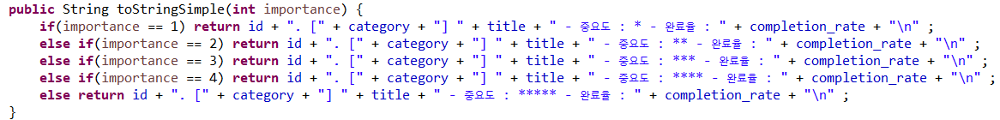 public String toStringSimple(int importance) {
    if(importance == 1) return id + ". [" + category + "] " + title + " - 중요도 : * - 완료율 : " + completion_rate + "\n" ;
    else if(importance == 2) return id + ". [" + category + "] " + title + " - 중요도 : ** - 완료율 : " + completion_rate + "\n" ;
    else if(importance == 3) return id + ". [" + category + "] " + title + " - 중요도 : *** - 완료율 : " + completion_rate + "\n" ;
    else if(importance == 4) return id + ". [" + category + "] " + title + " - 중요도 : **** - 완료율 : " + completion_rate + "\n" ;
    else return id + ". [" + category + "] " + title + " - 중요도 : ***** - 완료율 : " + completion_rate + "\n" ;
}